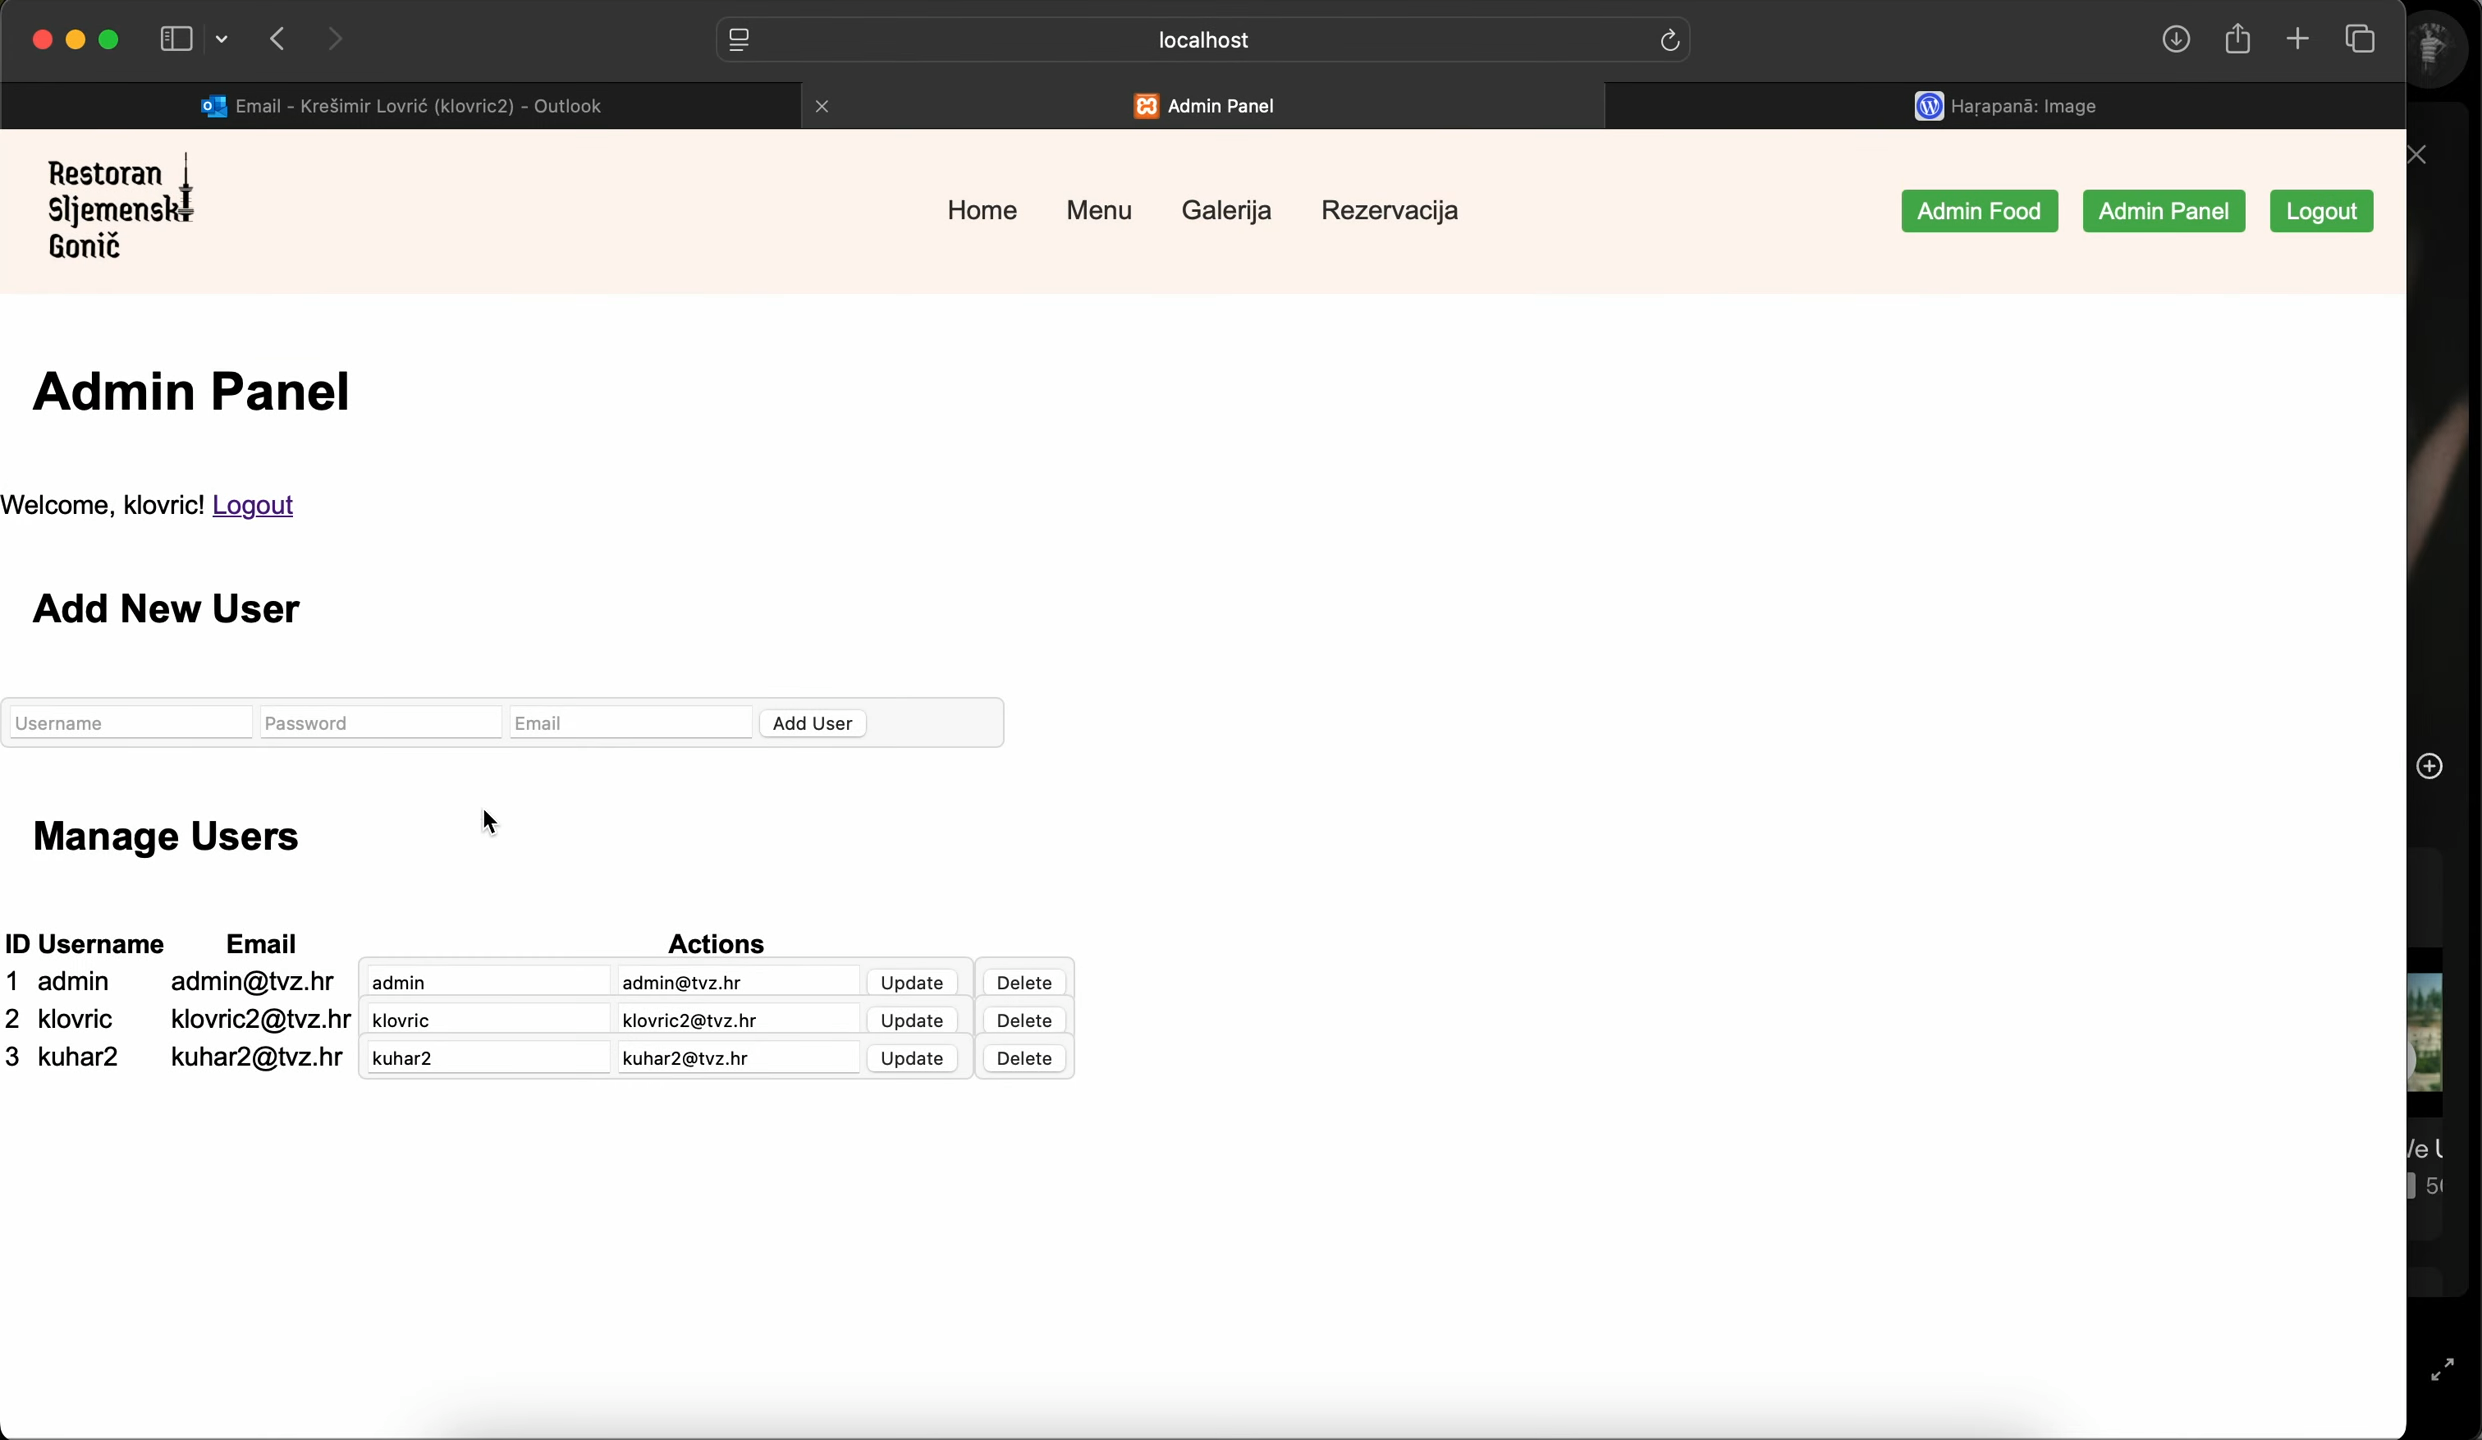 localhost
Email - Krešimir Lovrić (klovric2) - Outlook
Admin Panel
Harapanā: Image
Restoran
Sljemenski
Gonič
Home Menu Galerija Rezervacija
Admin Food Admin Panel Logout
Admin Panel
Welcome, klovric! Logout
Add New User
Username Password Email Add User
Manage Users
ID Username Email Actions
1 admin admin@tvz.hr admin admin@tvz.hr Update Delete
2 klovric klovric2@tvz.hr klovric klovric2@tvz.hr Update Delete
3 kuhar2 kuhar2@tvz.hr kuhar2 kuhar2@tvz.hr Update Delete